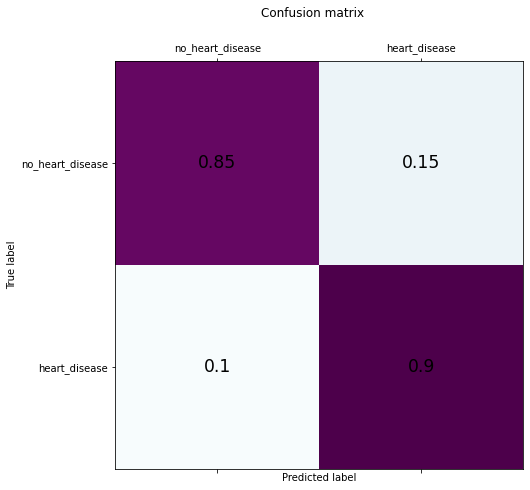 Confusion matrix
no_heart_disease
heart_disease
no_heart_disease
0.85
0.15
True label
heart_disease
0.1
0.9
Predicted label